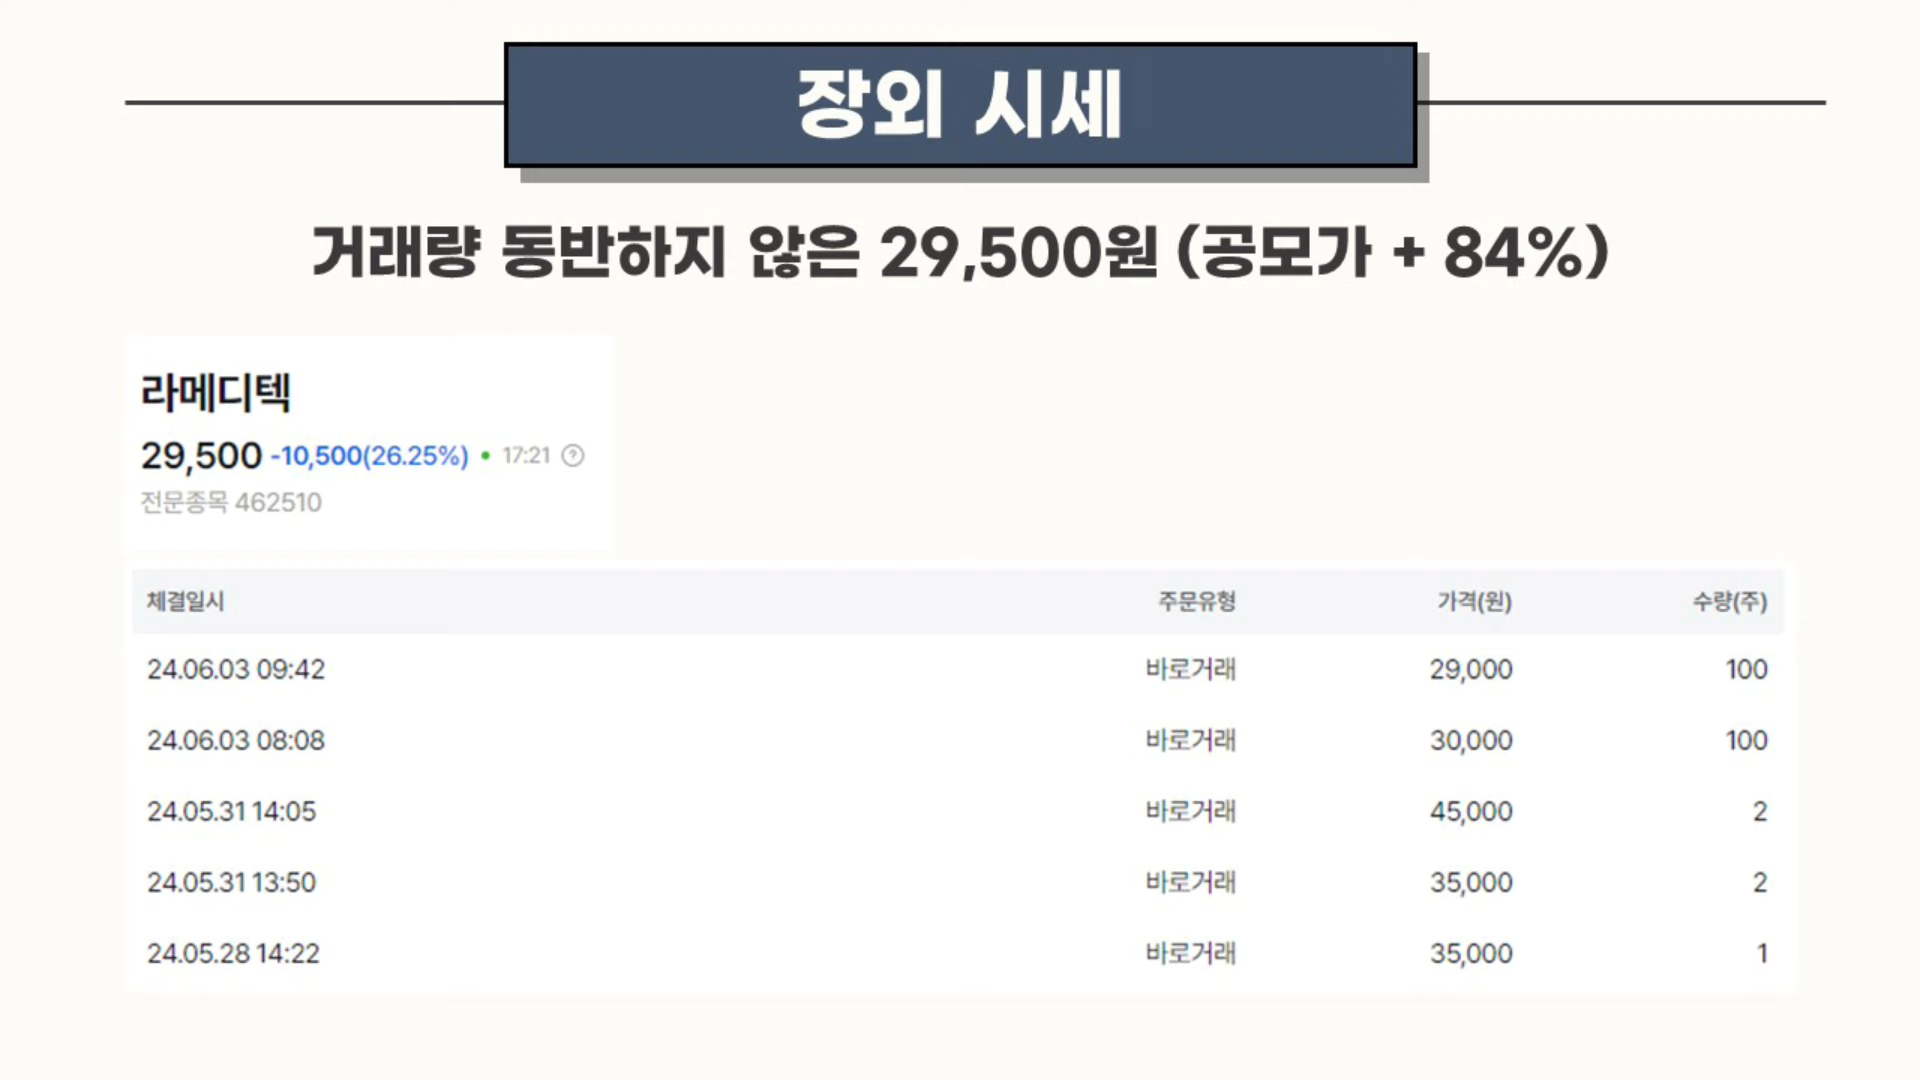 장외 시세
거래량 동반하지 않은 29,500원 (공모가 + 84%)
라메디텍
29,500 -10,500(26.25%) • 17:21 ?
전문종목 462510
체결일시 주문유형 가격(원) 수량(주)
24.06.03 09:42 바로거래 29,000 100
24.06.03 08:08 바로거래 30,000 100
24.05.31 14:05 바로거래 45,000 2
24.05.31 13:50 바로거래 35,000 2
24.05.28 14:22 바로거래 35,000 1